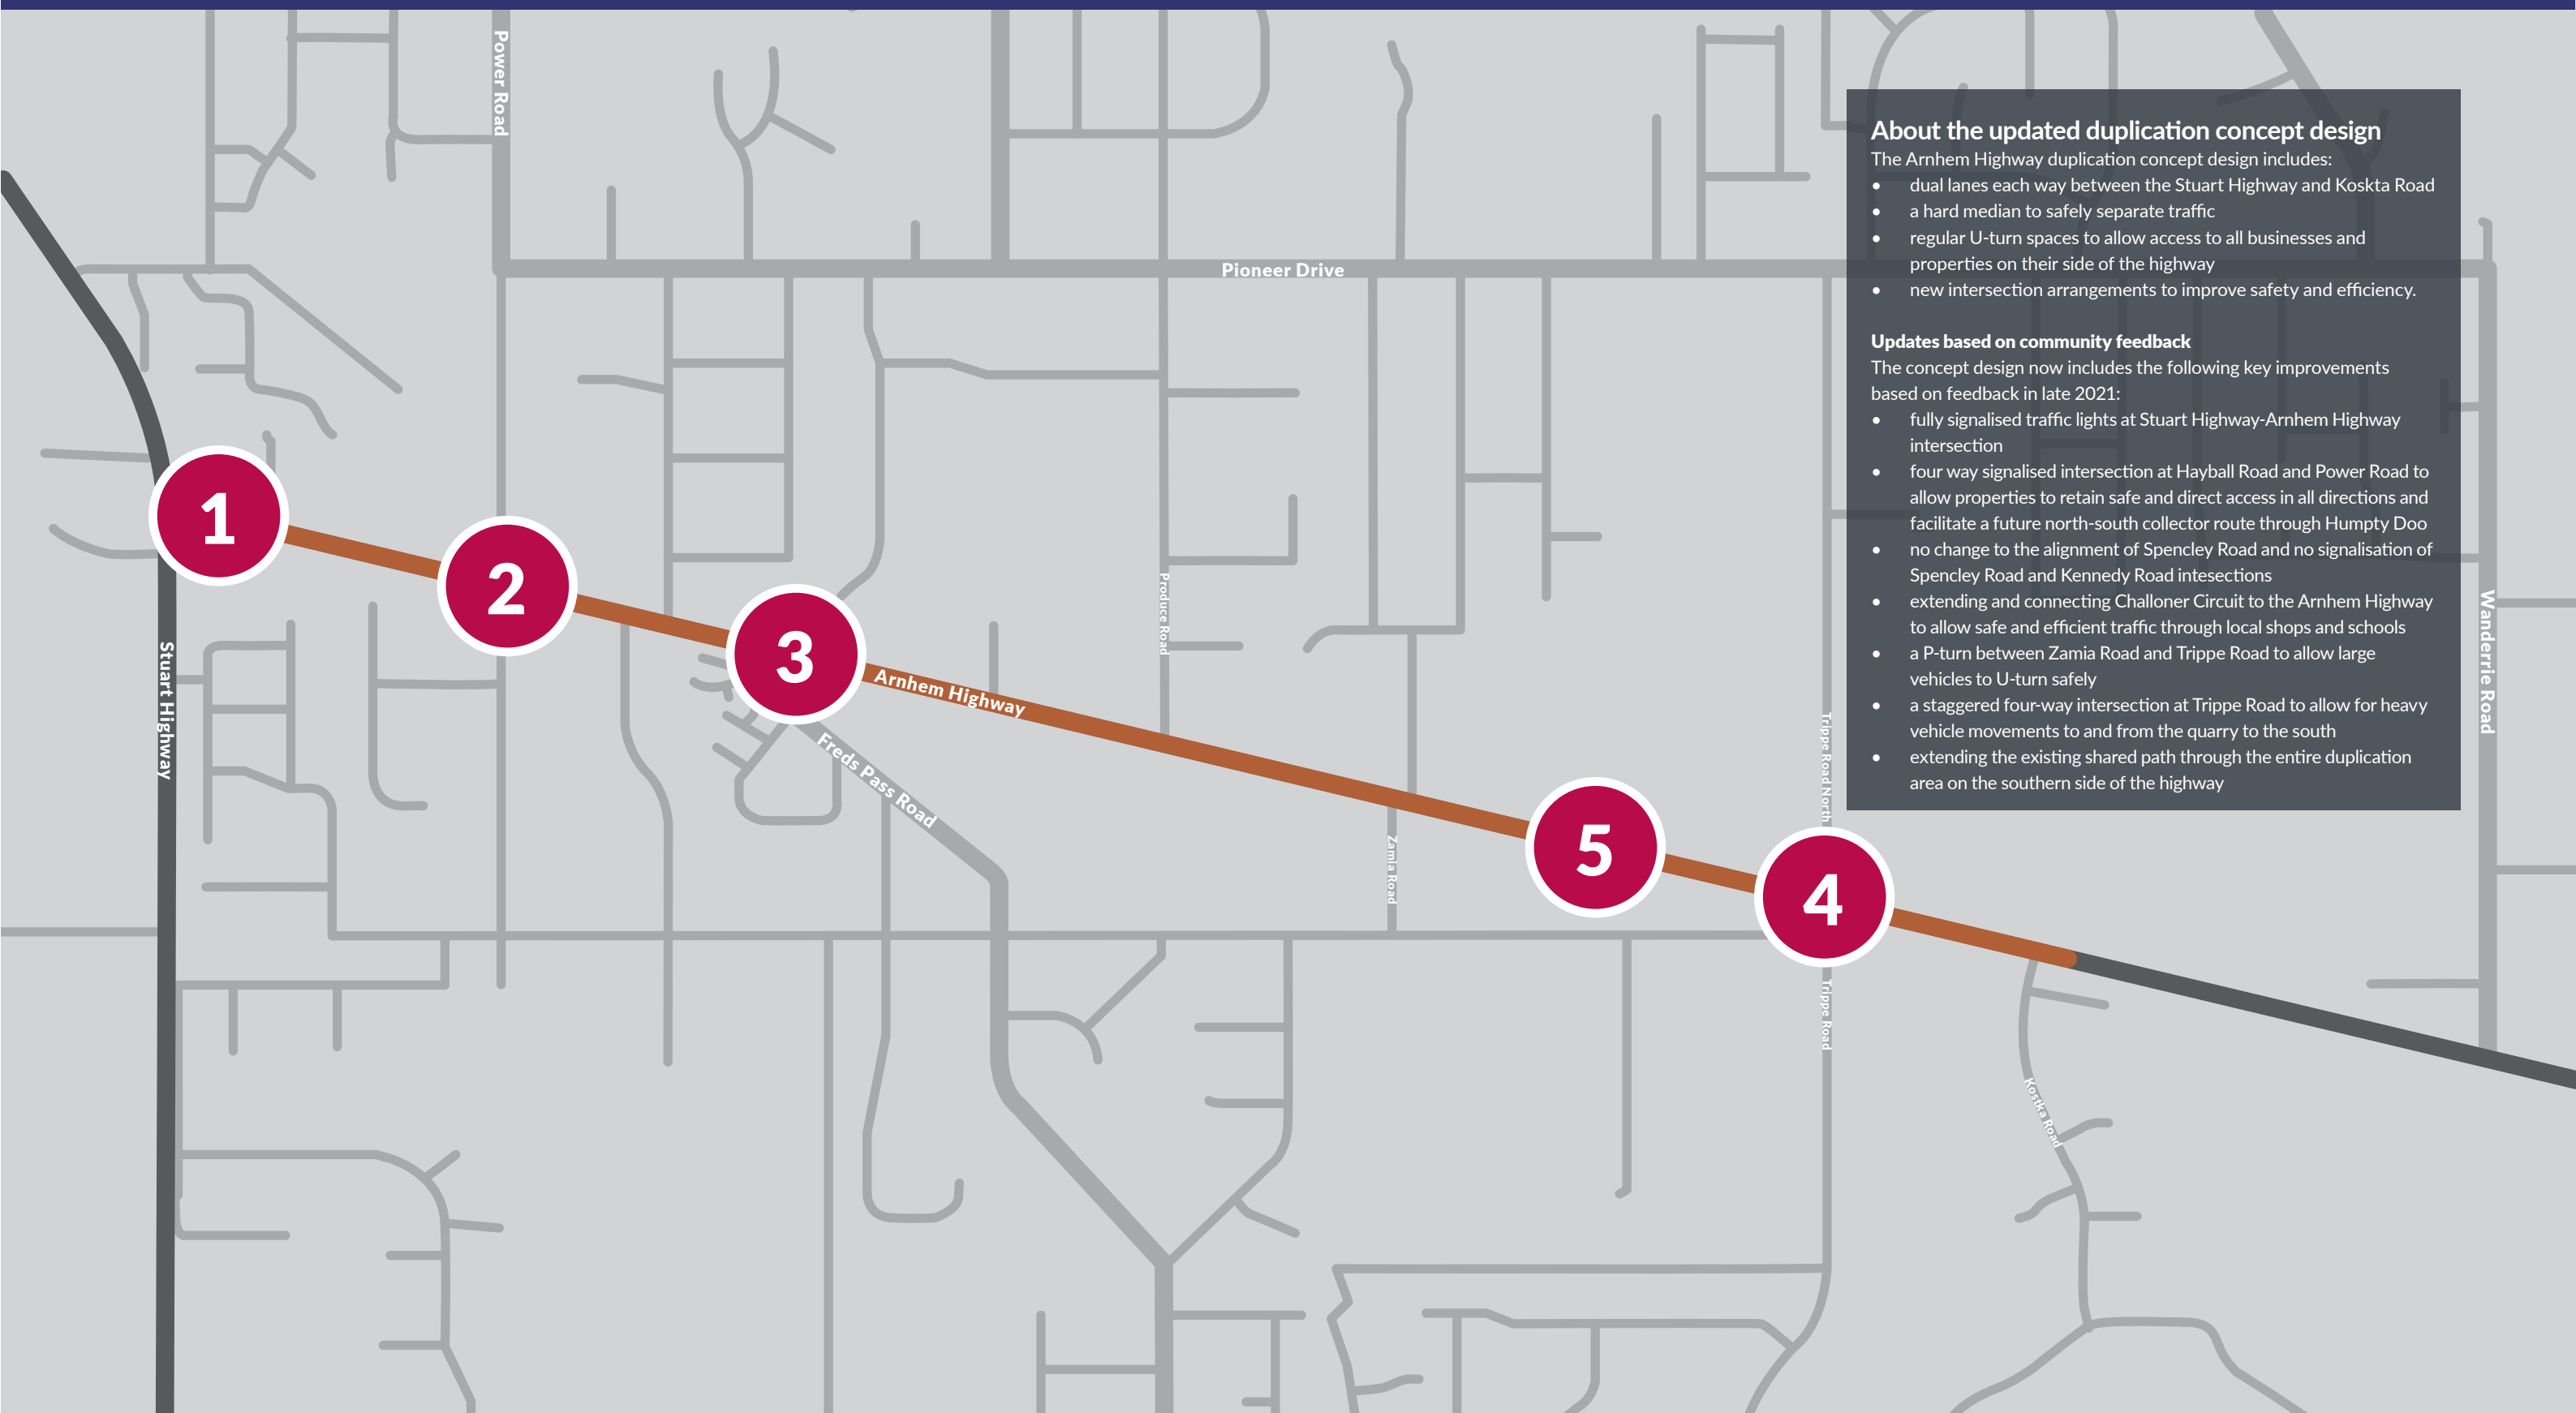 Power Road
Pioneer Drive
About the updated duplication concept design
The Arnhem Highway duplication concept design includes:
• dual lanes each way between the Stuart Highway and Koskta Road
• a hard median to safely separate traffic
• regular U-turn spaces to allow access to all businesses and
properties on their side of the highway
• new intersection arrangements to improve safety and efficiency.
Updates based on community feedback
The concept design now includes the following key improvements
based on feedback in late 2021:
• fully signalised traffic lights at Stuart Highway-Arnhem Highway
intersection
• four way signalised intersection at Hayball Road and Power Road to
allow properties to retain safe and direct access in all directions and
facilitate a future north-south collector route through Humpty Doo
• no change to the alignment of Spencley Road and no signalisation of
Spencley Road and Kennedy Road intesections
• extending and connecting Challoner Circuit to the Arnhem Highway
to allow safe and efficient traffic through local shops and schools
• a P-turn between Zamia Road and Trippe Road to allow large
vehicles to U-turn safely
• a staggered four-way intersection at Trippe Road to allow for heavy
vehicle movements to and from the quarry to the south
• extending the existing shared path through the entire duplication
area on the southern side of the highway
1
2
3
5
4
Stuart Highway
Arnhem Highway
Freds Pass Road
Produce Road
Zamia Road
Trippe Road North
Trippe Road
Kostka Road
Wanderrie Road